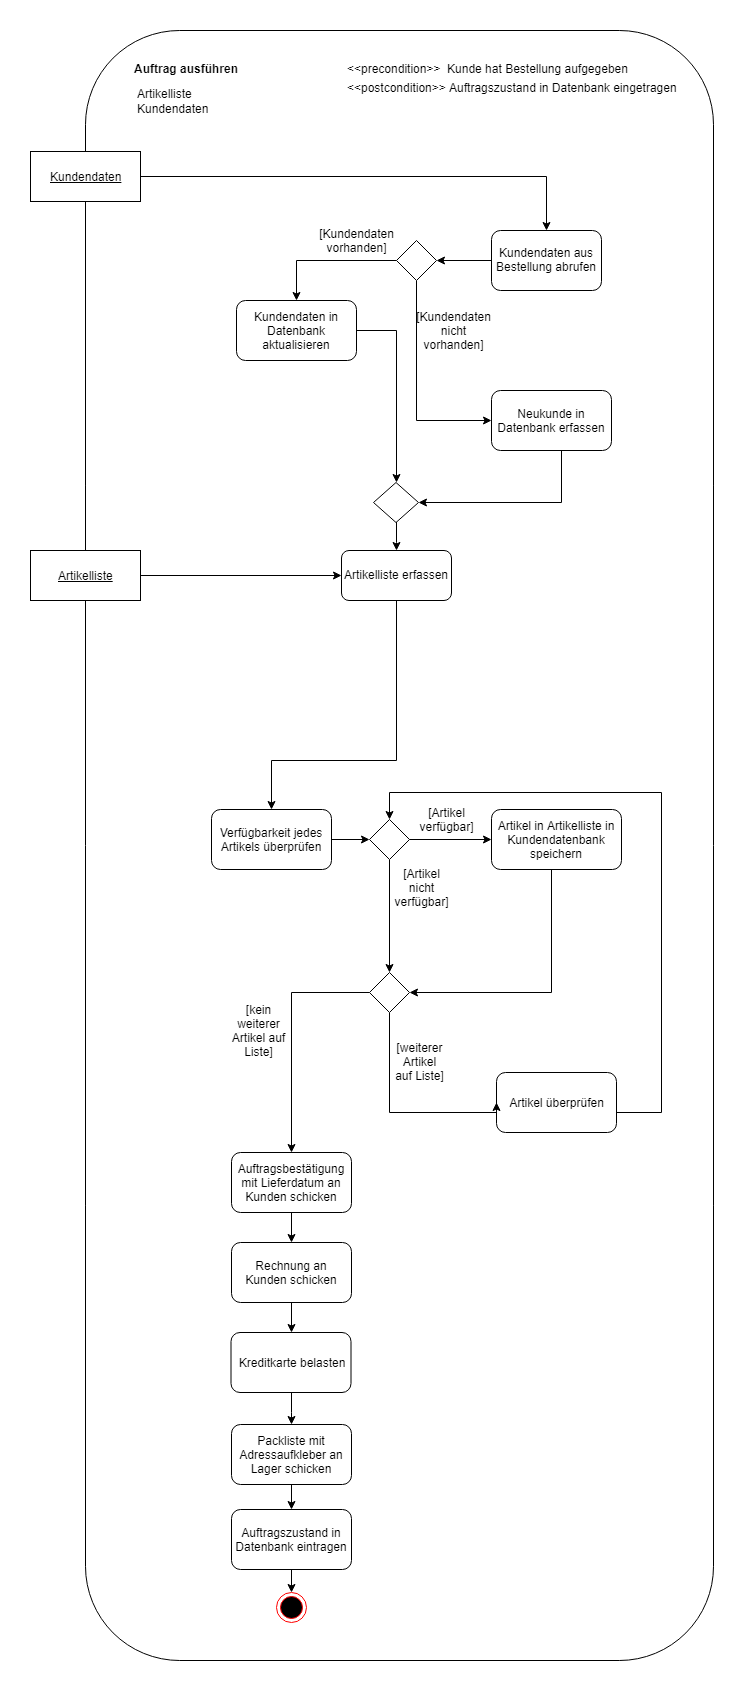 Auftrag ausführen
<<precondition>> Kunde hat Bestellung aufgegeben
<<postcondition>> Auftragszustand in Datenbank eingetragen
Artikelliste
Kundendaten
Kundendaten
Kundendaten aus
Bestellung abrufen
[Kundendaten
vorhanden]
Kundendaten in
Datenbank
aktualisieren
[Kundendaten
nicht
vorhanden]
Neukunde in
Datenbank erfassen
Artikelliste
Artikelliste erfassen
Verfügbarkeit jedes
Artikels überprüfen
[Artikel
verfügbar]
Artikel in Artikelliste in
Kundendatenbank
speichern
[Artikel
nicht
verfügbar]
[kein
weiterer
Artikel auf
Liste]
[weiterer
Artikel
auf Liste]
Artikel überprüfen
Auftragsbestätigung
mit Lieferdatum an
Kunden schicken
Rechnung an
Kunden schicken
Kreditkarte belasten
Packliste mit
Adressaufkleber an
Lager schicken
Auftragszustand in
Datenbank eintragen